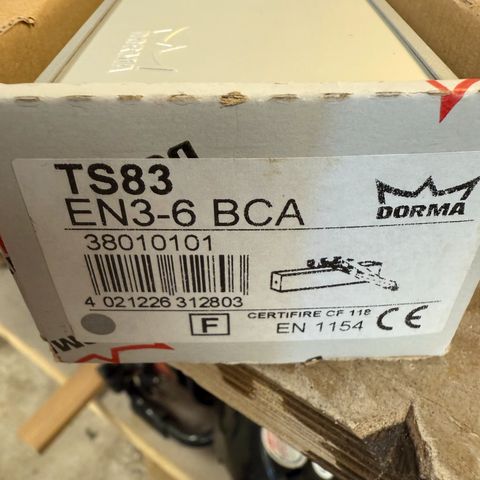 TS83
EN3-6 BCA
DORMA
38010101
4 021226 312803
F
CERTIFIRE CF 118
EN 1154 CE